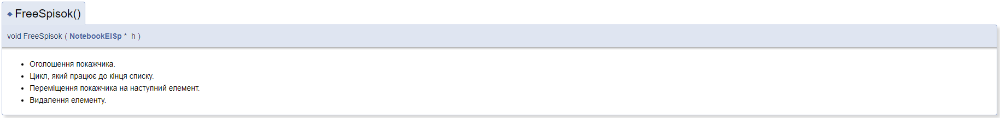 FreeSpisok()
void FreeSpisok ( NotebookElSp * h )
Оголошення покажчика.
Цикл, який працює до кінця списку.
Переміщення покажчика на наступний елемент.
Видалення елементу.